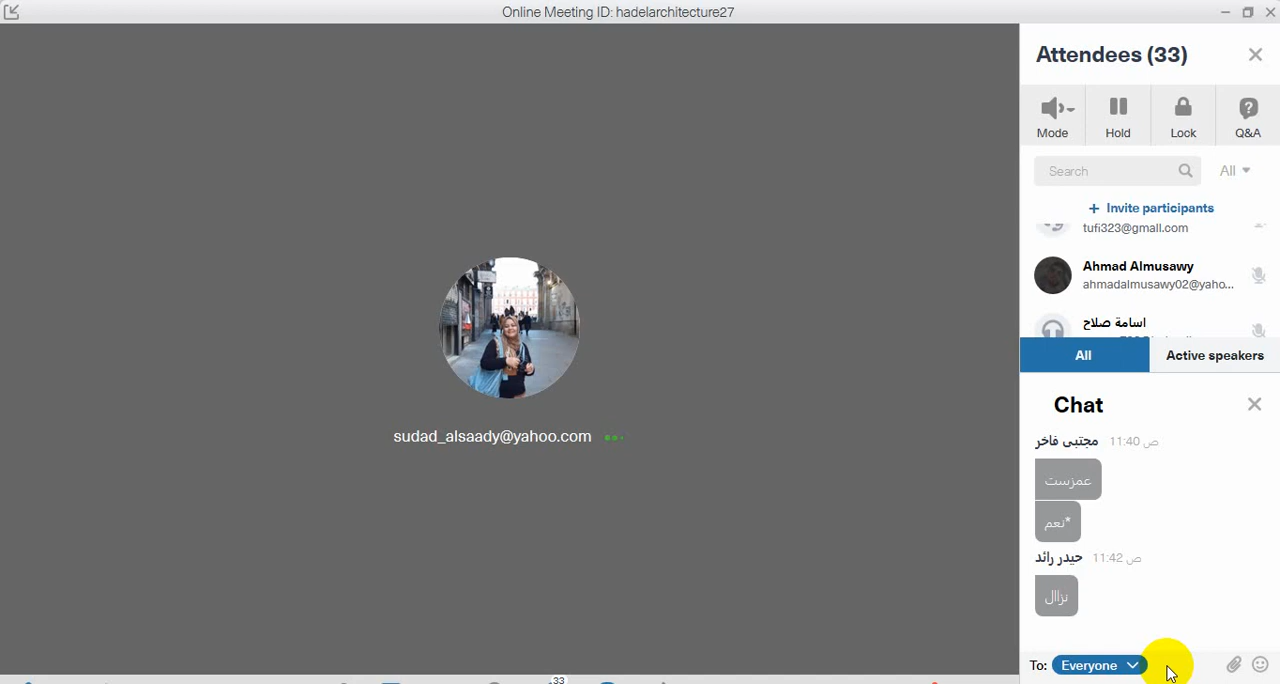 Online Meeting ID: hadelarchitecture27
Attendees (33)
Mode
Hold
Lock
Q&A
Search
All
+ Invite participants
tufi323@gmail.com
Ahmad Almusawy
ahmadalmusawy02@yaho...
اسامة صلاح
All
Active speakers
sudad_alsaady@yahoo.com
Chat
مجتبى فاخر 11:40 ص
عمزست
*نعم
حيدر رائد 11:42 ص
نزاال
To: Everyone
33